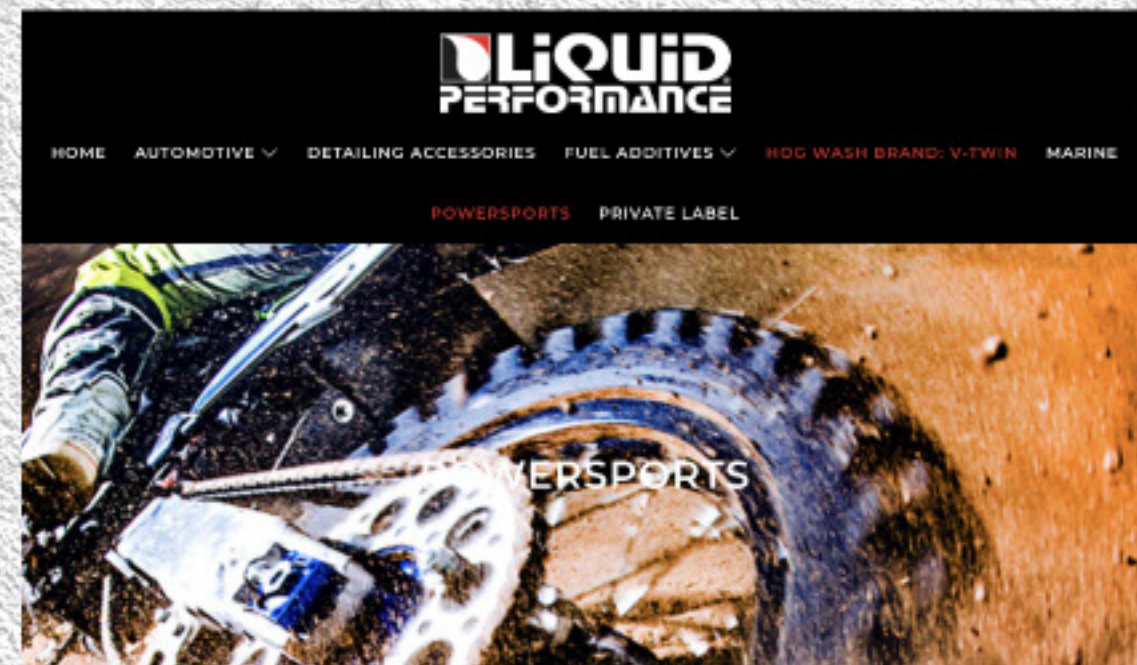 LiQUiD
PERFORMANCE
HOME AUTOMOTIVE DETAILING ACCESSORIES FUEL ADDITIVES HOG WASH BRAND: V-TWIN MARINE
POWERSPORTS PRIVATE LABEL
POWERSPORTS